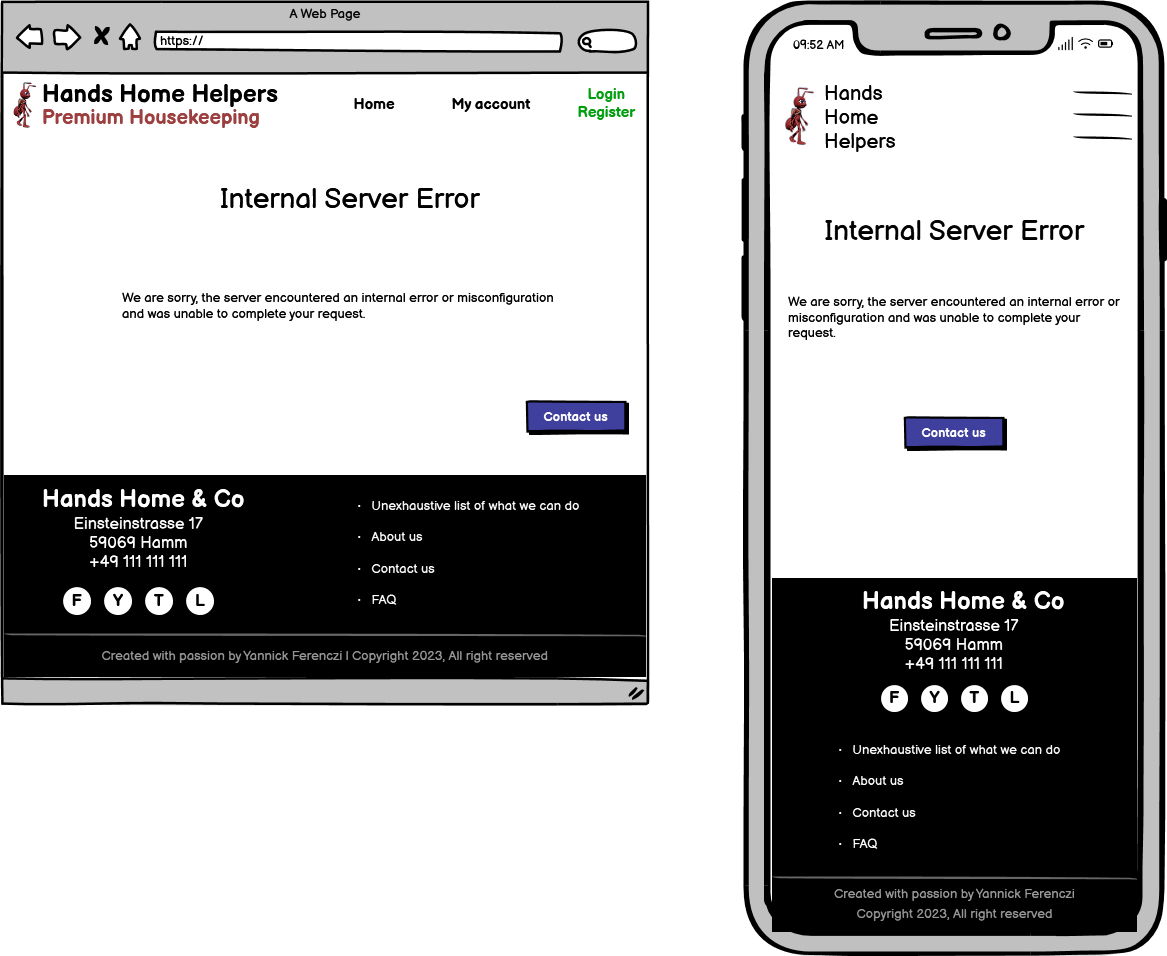 A Web Page
https://
Hands Home Helpers
Premium Housekeeping
Home
My account
Login
Register
Internal Server Error
We are sorry, the server encountered an internal error or misconfiguration
and was unable to complete your request.
Contact us
Hands Home & Co
Einsteinstrasse 17
59069 Hamm
+49 111 111 111
F Y T L
· Unexhaustive list of what we can do
· About us
· Contact us
· FAQ
Created with passion by Yannick Ferenczi | Copyright 2023, All right reserved
09:52 AM
Hands
Home
Helpers
Internal Server Error
We are sorry, the server encountered an internal error or
misconfiguration and was unable to complete your
request.
Contact us
Hands Home & Co
Einsteinstrasse 17
59069 Hamm
+49 111 111 111
F Y T L
· Unexhaustive list of what we can do
· About us
· Contact us
· FAQ
Created with passion by Yannick Ferenczi
Copyright 2023, All right reserved